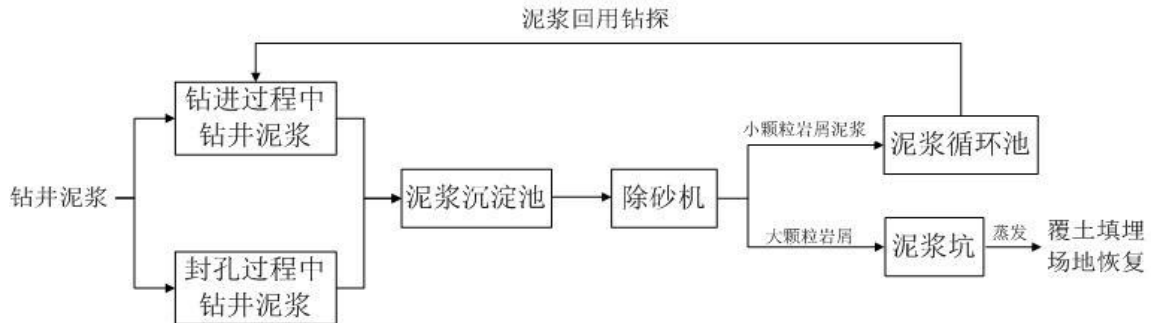 泥浆回用钻探
钻进过程中
钻井泥浆
小颗粒岩屑泥浆
泥浆循环池
钻井泥浆
泥浆沉淀池
除砂机
大颗粒岩屑
泥浆坑
蒸发
覆土填埋
场地恢复
封孔过程中
钻井泥浆